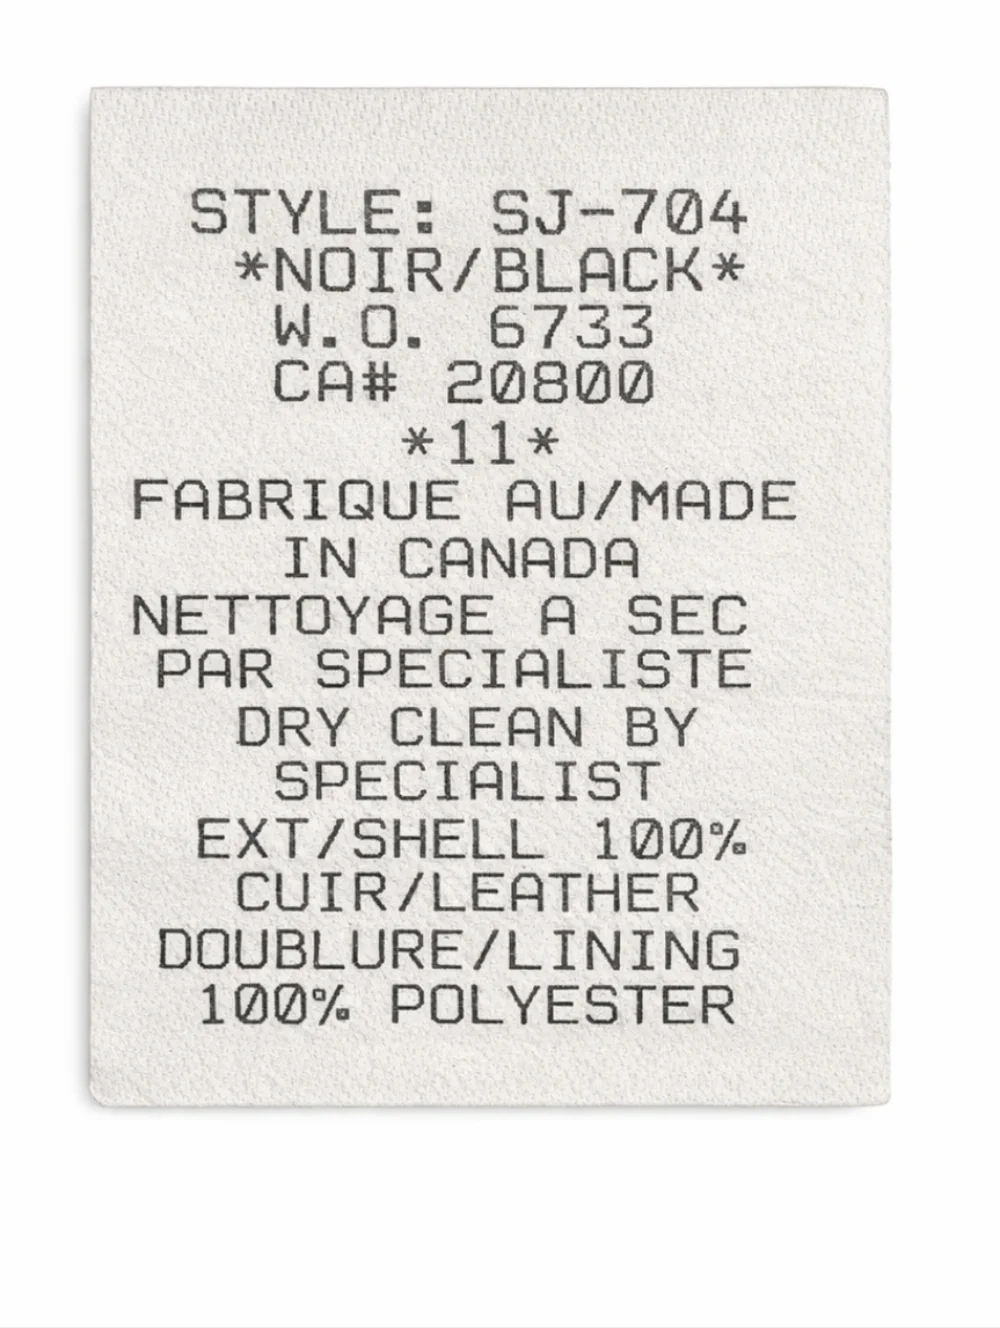 STYLE: SJ-704
*NOIR/BLACK*
W.O. 6733
CA# 20800
*11*
FABRIQUE AU/MADE
IN CANADA
NETTOYAGE A SEC
PAR SPECIALISTE
DRY CLEAN BY
SPECIALIST
EXT/SHELL 100%
CUIR/LEATHER
DOUBLURE/LINING
100% POLYESTER